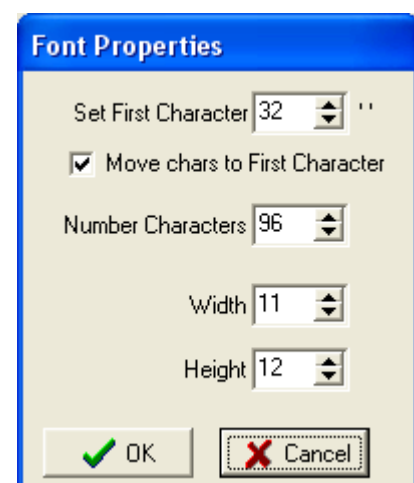 Font Properties
Set First Character 32 ' '
Move chars to First Character
Number Characters 96
Width 11
Height 12
OK Cancel